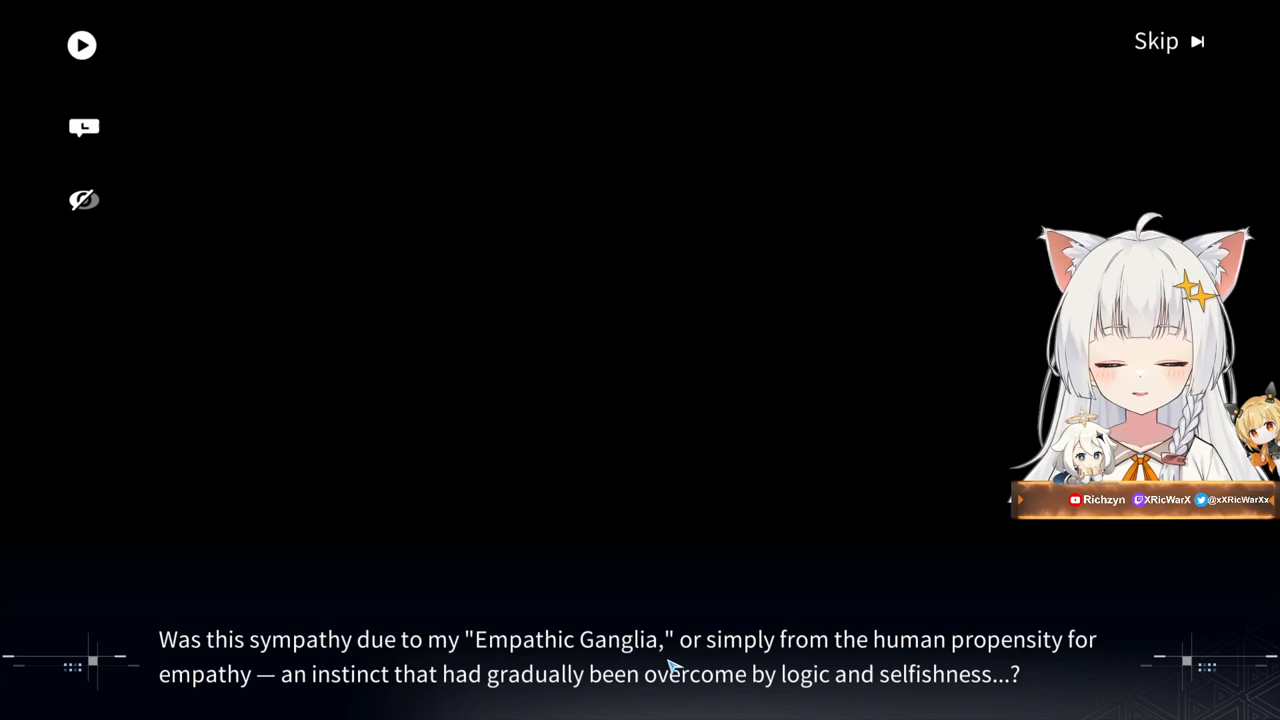 Skip
Richzyn XRicWarX @xXRicWarXx
Was this sympathy due to my "Empathic Ganglia," or simply from the human propensity for
empathy — an instinct that had gradually been overcome by logic and selfishness...?